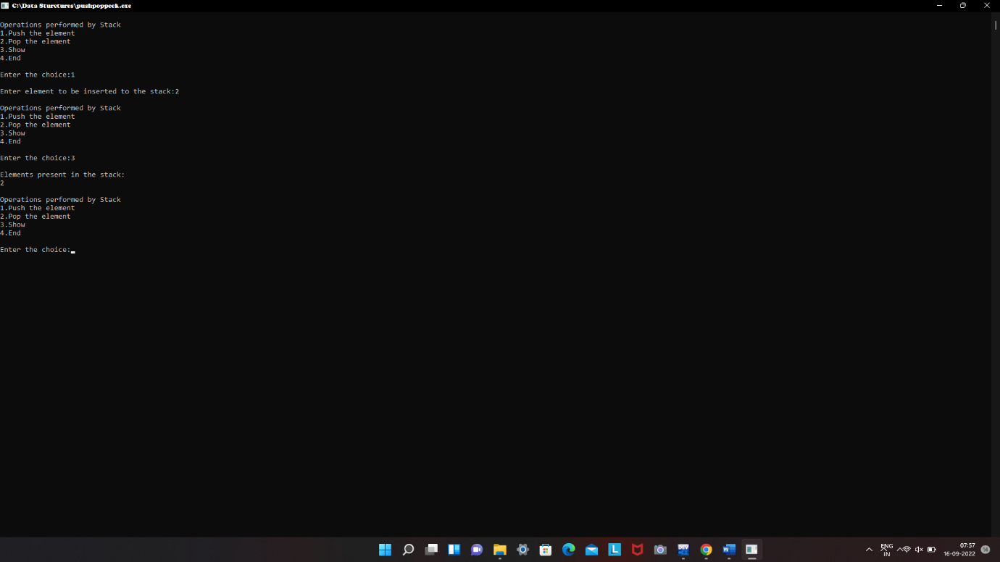 C:\Data Sturctures\pushpoppeek.exe
Operations performed by Stack
1.Push the element
2.Pop the element
3.Show
4.End
Enter the choice:1
Enter element to be inserted to the stack:2
Operations performed by Stack
1.Push the element
2.Pop the element
3.Show
4.End
Enter the choice:3
Elements present in the stack:
2
Operations performed by Stack
1.Push the element
2.Pop the element
3.Show
4.End
Enter the choice:
L
DEV
W
ENG
IN
07:57
16-09-2022
14